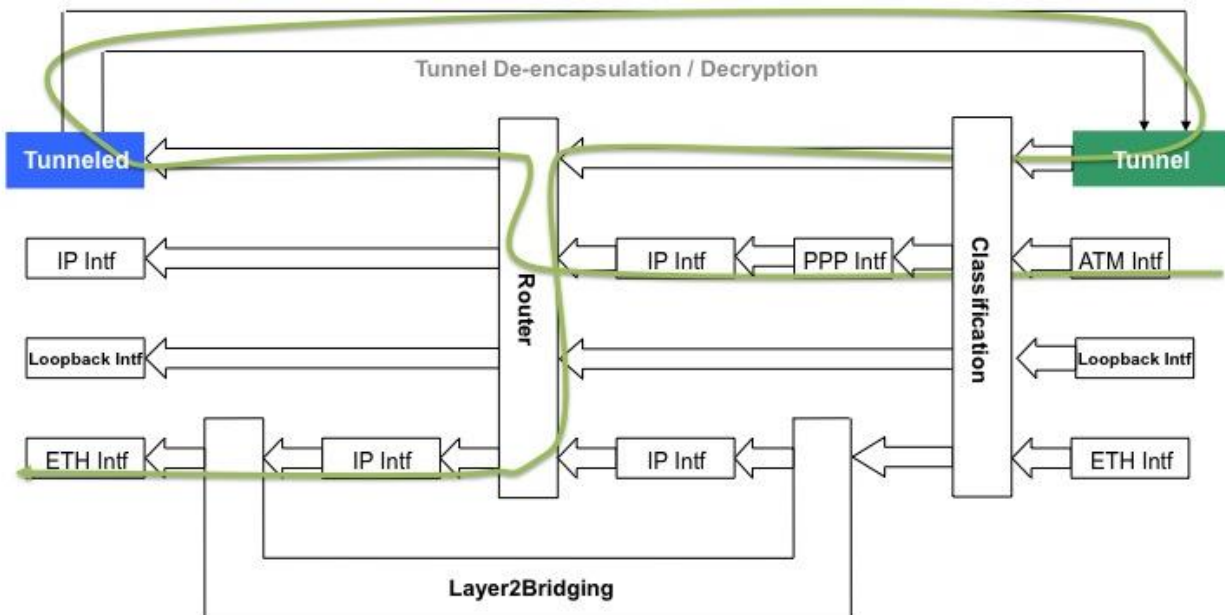 Tunnel De-encapsulation / Decryption
Tunneled
Tunnel
IP Intf
IP Intf
PPP Intf
ATM Intf
Router
Classification
Loopback Intf
Loopback Intf
ETH Intf
IP Intf
IP Intf
ETH Intf
Layer2Bridging